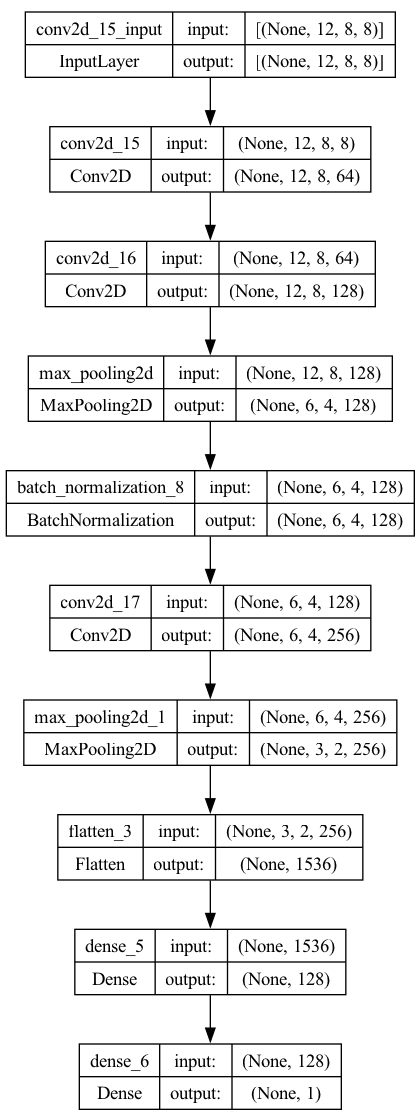 conv2d_15_input input: [(None, 12, 8, 8)]
InputLayer output: [(None, 12, 8, 8)]
conv2d_15 input: (None, 12, 8, 8)
Conv2D output: (None, 12, 8, 64)
conv2d_16 input: (None, 12, 8, 64)
Conv2D output: (None, 12, 8, 128)
max_pooling2d input: (None, 12, 8, 128)
MaxPooling2D output: (None, 6, 4, 128)
batch_normalization_8 input: (None, 6, 4, 128)
BatchNormalization output: (None, 6, 4, 128)
conv2d_17 input: (None, 6, 4, 128)
Conv2D output: (None, 6, 4, 256)
max_pooling2d_1 input: (None, 6, 4, 256)
MaxPooling2D output: (None, 3, 2, 256)
flatten_3 input: (None, 3, 2, 256)
Flatten output: (None, 1536)
dense_5 input: (None, 1536)
Dense output: (None, 128)
dense_6 input: (None, 128)
Dense output: (None, 1)